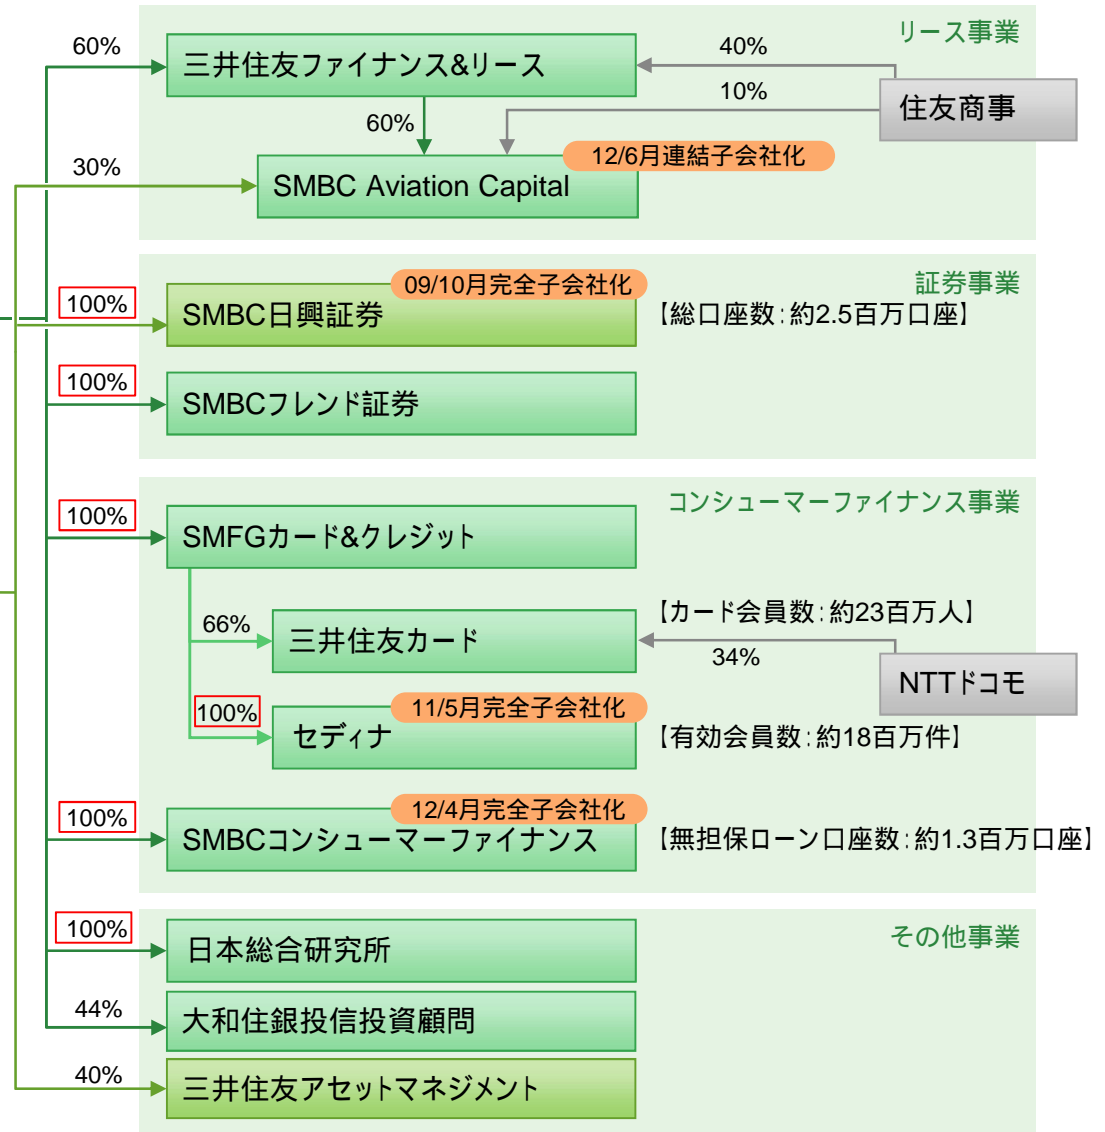 リース事業
60%
三井住友ファイナンス&リース
40%
10%
住友商事
60%
12/6月連結子会社化
30%
SMBC Aviation Capital
証券事業
09/10月完全子会社化
100%
SMBC日興証券
【総口座数:約2.5百万口座】
100%
SMBCフレンド証券
コンシューマーファイナンス事業
100%
SMFGカード&クレジット
【カード会員数:約23百万人】
66%
三井住友カード
34%
NTTドコモ
11/5月完全子会社化
100%
セディナ
【有効会員数:約18百万件】
12/4月完全子会社化
100%
SMBCコンシューマーファイナンス
【無担保ローン口座数:約1.3百万口座】
その他事業
100%
日本総合研究所
44%
大和住銀投信投資顧問
40%
三井住友アセットマネジメント